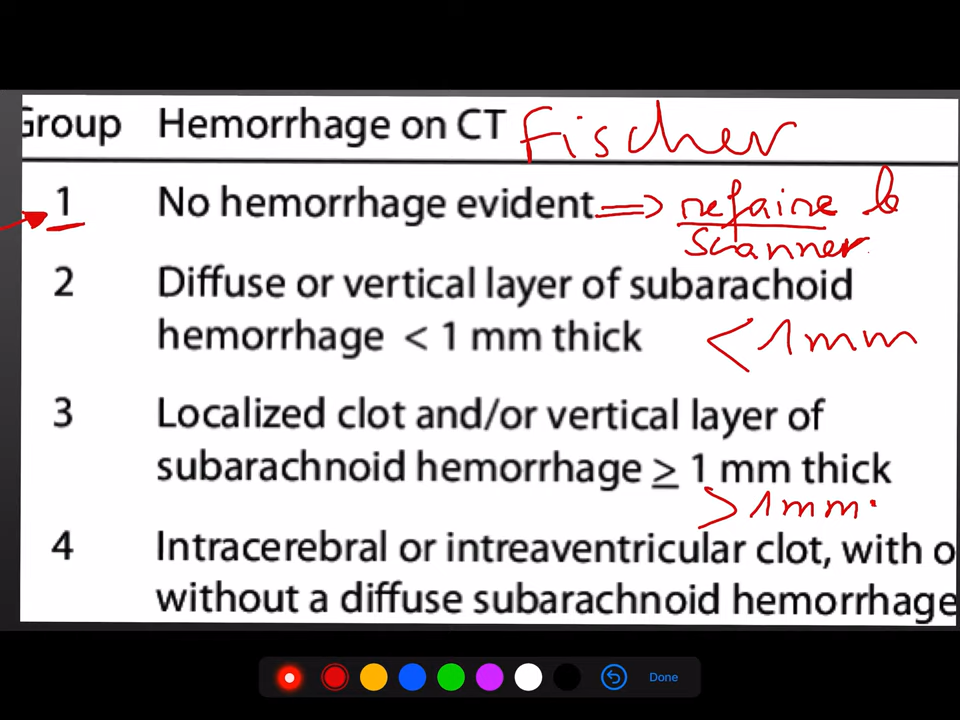 Group Hemorrhage on CT Fischer
1 No hemorrhage evident => refaire le
scanner
2 Diffuse or vertical layer of subarachoid
hemorrhage < 1 mm thick < 1mm
3 Localized clot and/or vertical layer of
subarachnoid hemorrhage ≥ 1 mm thick
> 1mm.
4 Intracerebral or intreaventricular clot, with o
without a diffuse subarachnoid hemorrhage
Done